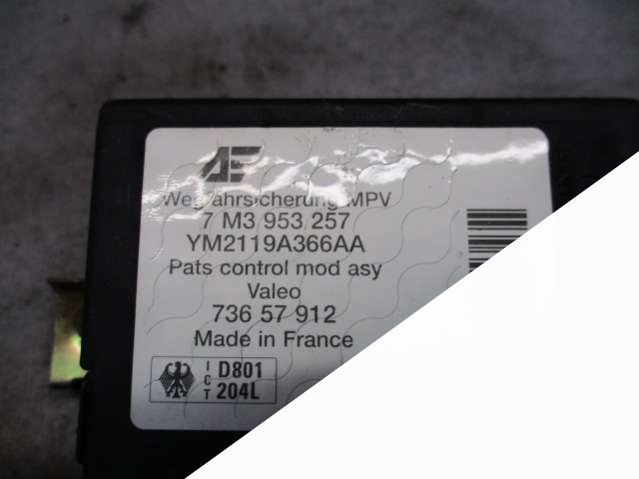 AE
Wegfahrsicherung MPV
7 M3 953 257
YM2119A366AA
Pats control mod asy
Valeo
736 57 912
Made in France
ICT D801
204L